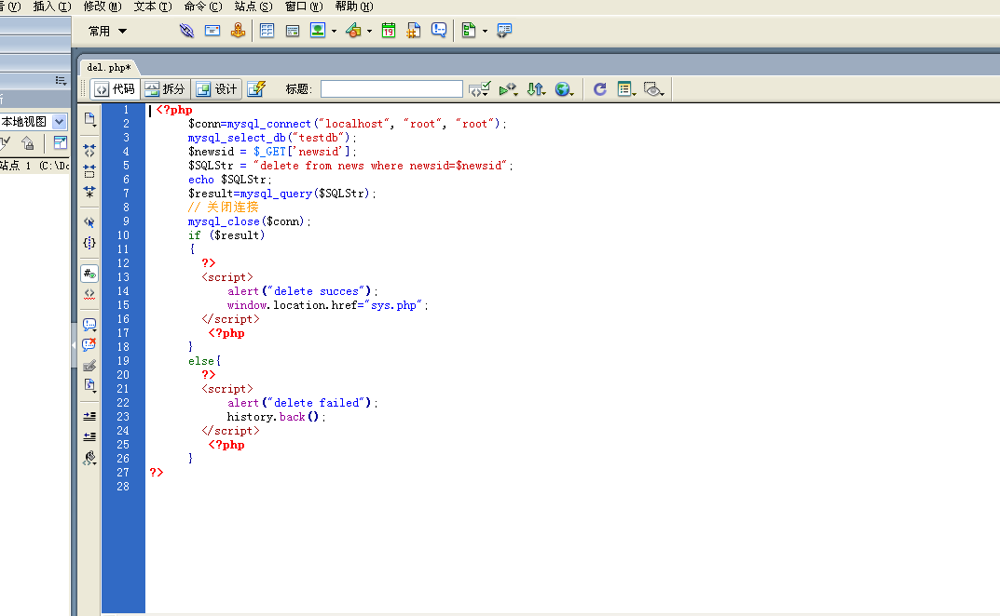 看(V) 插入(I) 修改(M) 文本(T) 命令(C) 站点(S) 窗口(W) 帮助(H)
常用
del.php*
代码 拆分 设计 标题:
本地视图
站点 1 (C:\Do
1 <?php
2 $conn=mysql_connect("localhost", "root", "root");
3 mysql_select_db("testdb");
4 $newsid = $_GET['newsid'];
5 $SQLStr = "delete from news where newsid=$newsid";
6 echo $SQLStr;
7 $result=mysql_query($SQLStr);
8 // 关闭连接
9 mysql_close($conn);
10 if ($result)
11 {
12 ?>
13 <script>
14 alert("delete succes");
15 window.location.href="sys.php";
16 </script>
17 <?php
18 }
19 else{
20 ?>
21 <script>
22 alert("delete failed");
23 history.back();
24 </script>
25 <?php
26 }
27 ?>
28